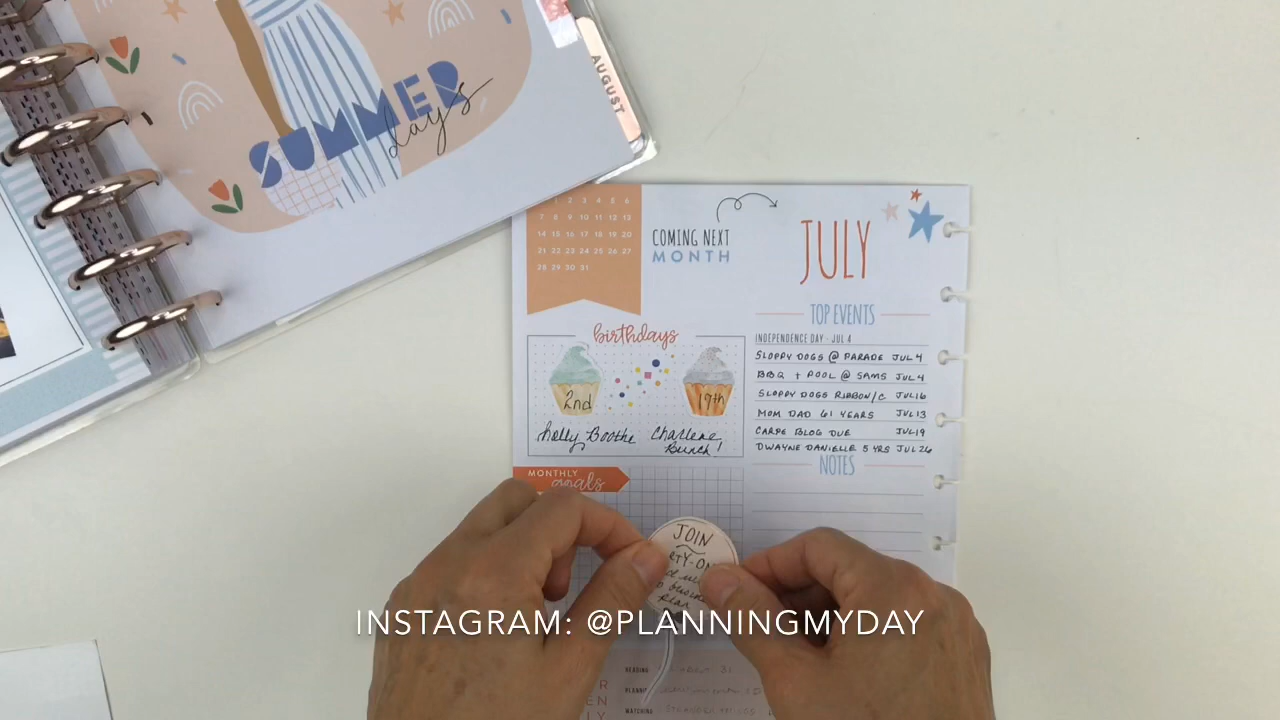 SUMMER
days
AUGUST
1 2 3 4 5 6
7 8 9 10 11 12 13
14 15 16 17 18 19 20
21 22 23 24 25 26 27
28 29 30 31
COMING NEXT
MONTH
JULY
TOP EVENTS
INDEPENDENCE DAY - JUL 4
SLOPPY DOGS @ PARADE JUL 4
BBQ + POOL @ SAMS JUL 4
SLOPPY DOGS RIBBON/C JUL 16
MOM DAD 61 YEARS JUL 13
CARPE BLOG DUE JUL 19
DWAYNE DANIELLE 5 YRS JUL 26
NOTES
birthdays
2nd
19th
Holly Boothe
Charlene
Bunch!
MONTHLY
goals
JOIN
INSTAGRAM: @PLANNINGMYDAY
READING